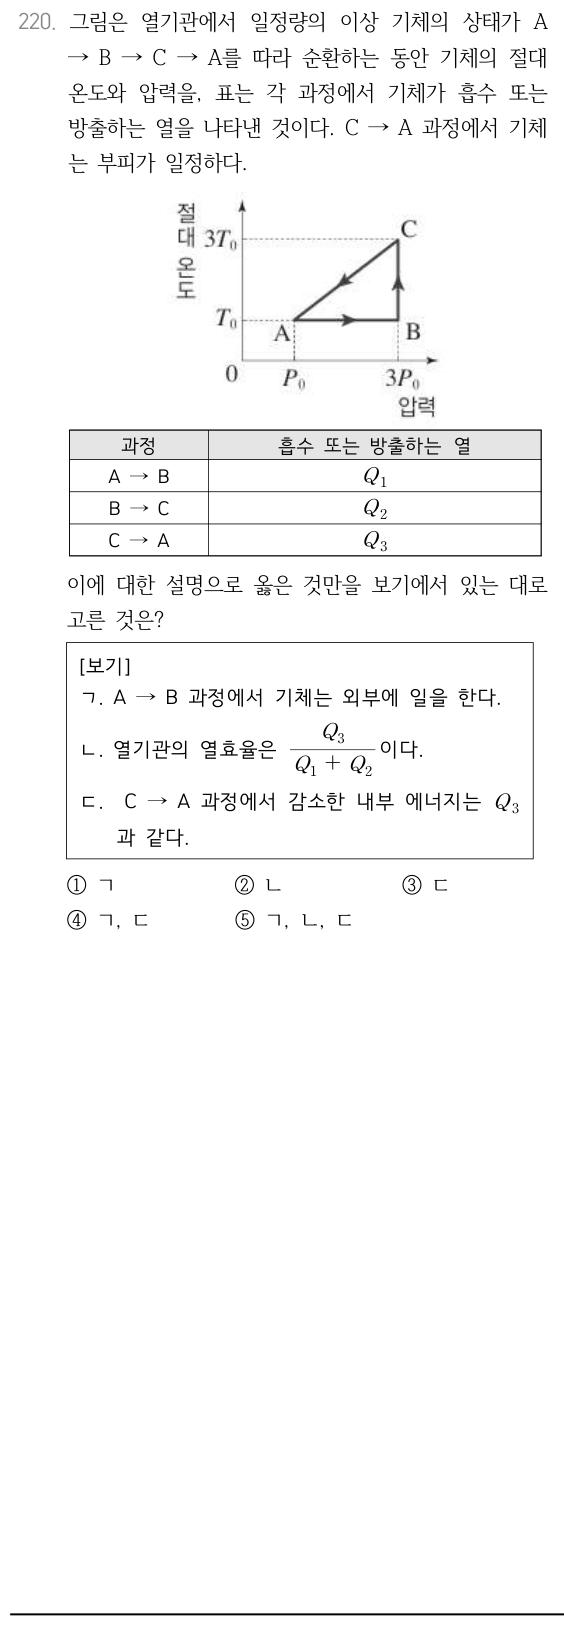 220. 그림은 열기관에서 일정량의 이상 기체의 상태가 A
→ B → C → A를 따라 순환하는 동안 기체의 절대
온도와 압력을, 표는 각 과정에서 기체가 흡수 또는
방출하는 열을 나타낸 것이다. C → A 과정에서 기체
는 부피가 일정하다.
절대 온도
3T₀
C
T₀
A
B
0
P₀
3P₀
압력
과정 흡수 또는 방출하는 열
A → B Q₁
B → C Q₂
C → A Q₃
이에 대한 설명으로 옳은 것만을 보기에서 있는 대로
고른 것은?
[보기]
ㄱ. A → B 과정에서 기체는 외부에 일을 한다.
ㄴ. 열기관의 열효율은 Q₃/(Q₁ + Q₂) 이다.
ㄷ. C → A 과정에서 감소한 내부 에너지는 Q₃
과 같다.
① ㄱ ② ㄴ ③ ㄷ
④ ㄱ, ㄷ ⑤ ㄱ, ㄴ, ㄷ